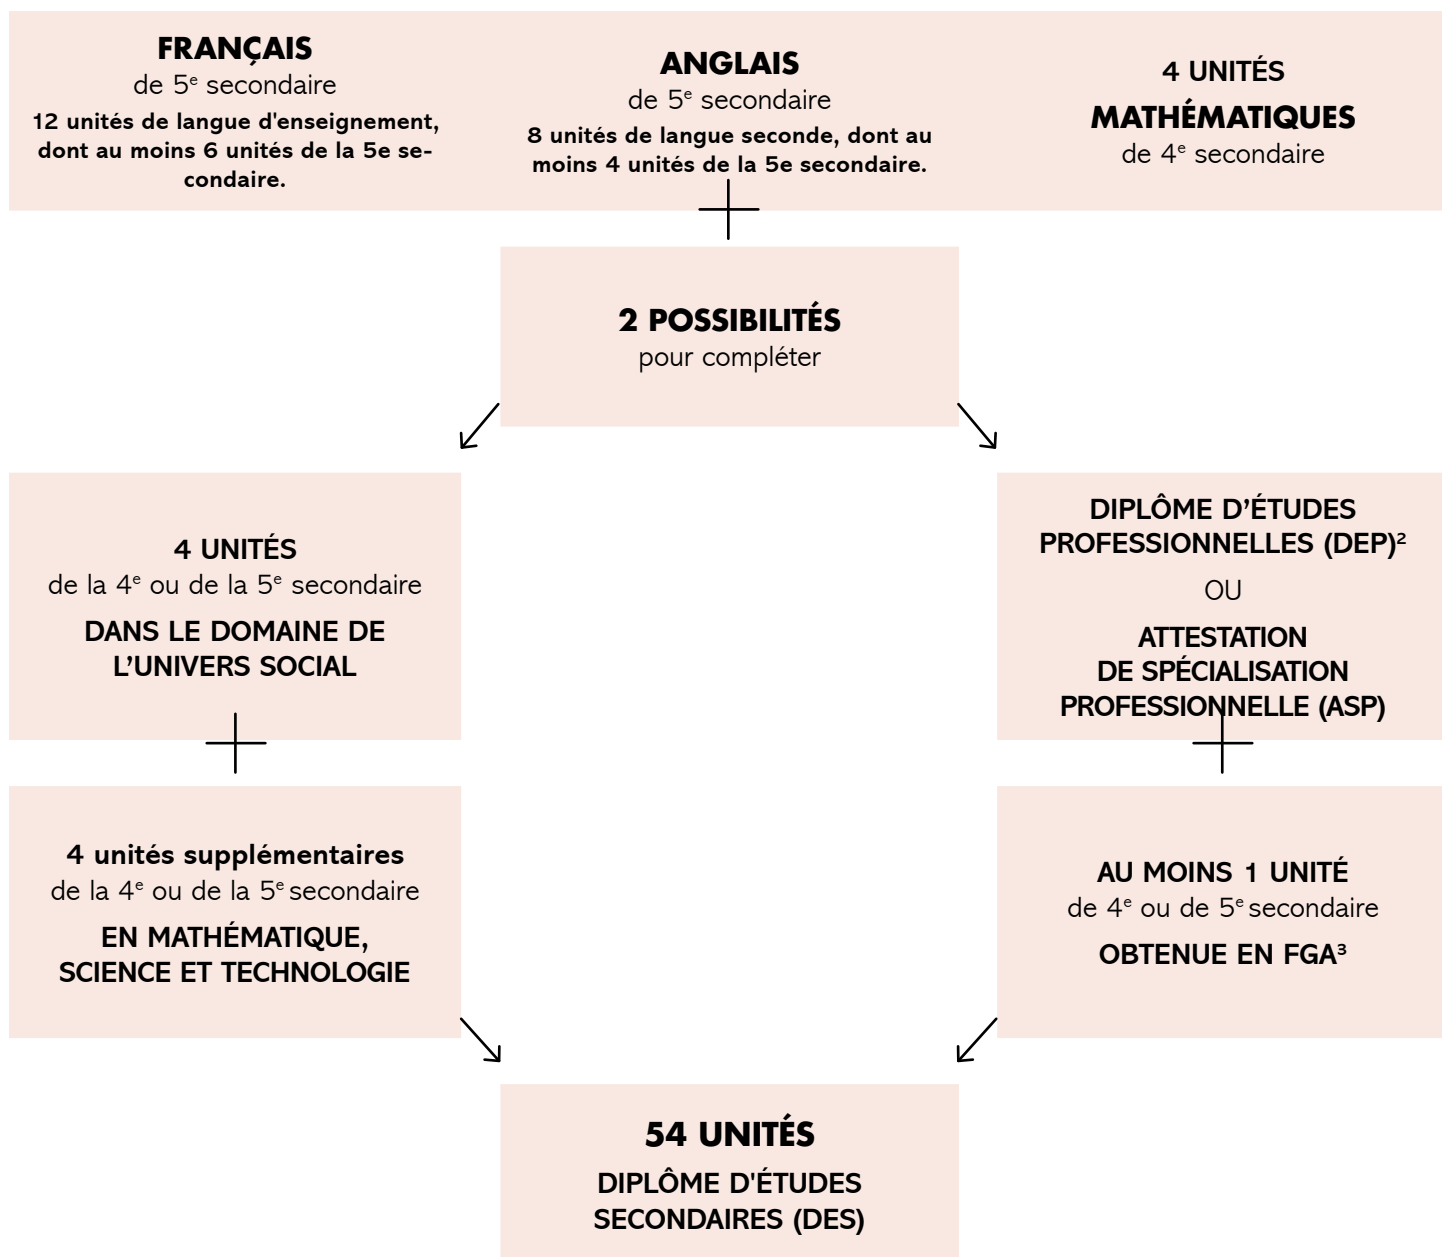 FRANÇAIS
de 5e secondaire
12 unités de langue d'enseignement,
dont au moins 6 unités de la 5e se-
condaire.
ANGLAIS
de 5e secondaire
8 unités de langue seconde, dont au
moins 4 unités de la 5e secondaire.
4 UNITÉS
MATHÉMATIQUES
de 4e secondaire
2 POSSIBILITÉS
pour compléter
4 UNITÉS
de la 4e ou de la 5e secondaire
DANS LE DOMAINE DE
L’UNIVERS SOCIAL
4 unités supplémentaires
de la 4e ou de la 5e secondaire
EN MATHÉMATIQUE,
SCIENCE ET TECHNOLOGIE
DIPLÔME D’ÉTUDES
PROFESSIONNELLES (DEP)²
OU
ATTESTATION
DE SPÉCIALISATION
PROFESSIONNELLE (ASP)
AU MOINS 1 UNITÉ
de 4e ou de 5e secondaire
OBTENUE EN FGA³
54 UNITÉS
DIPLÔME D'ÉTUDES
SECONDAIRES (DES)